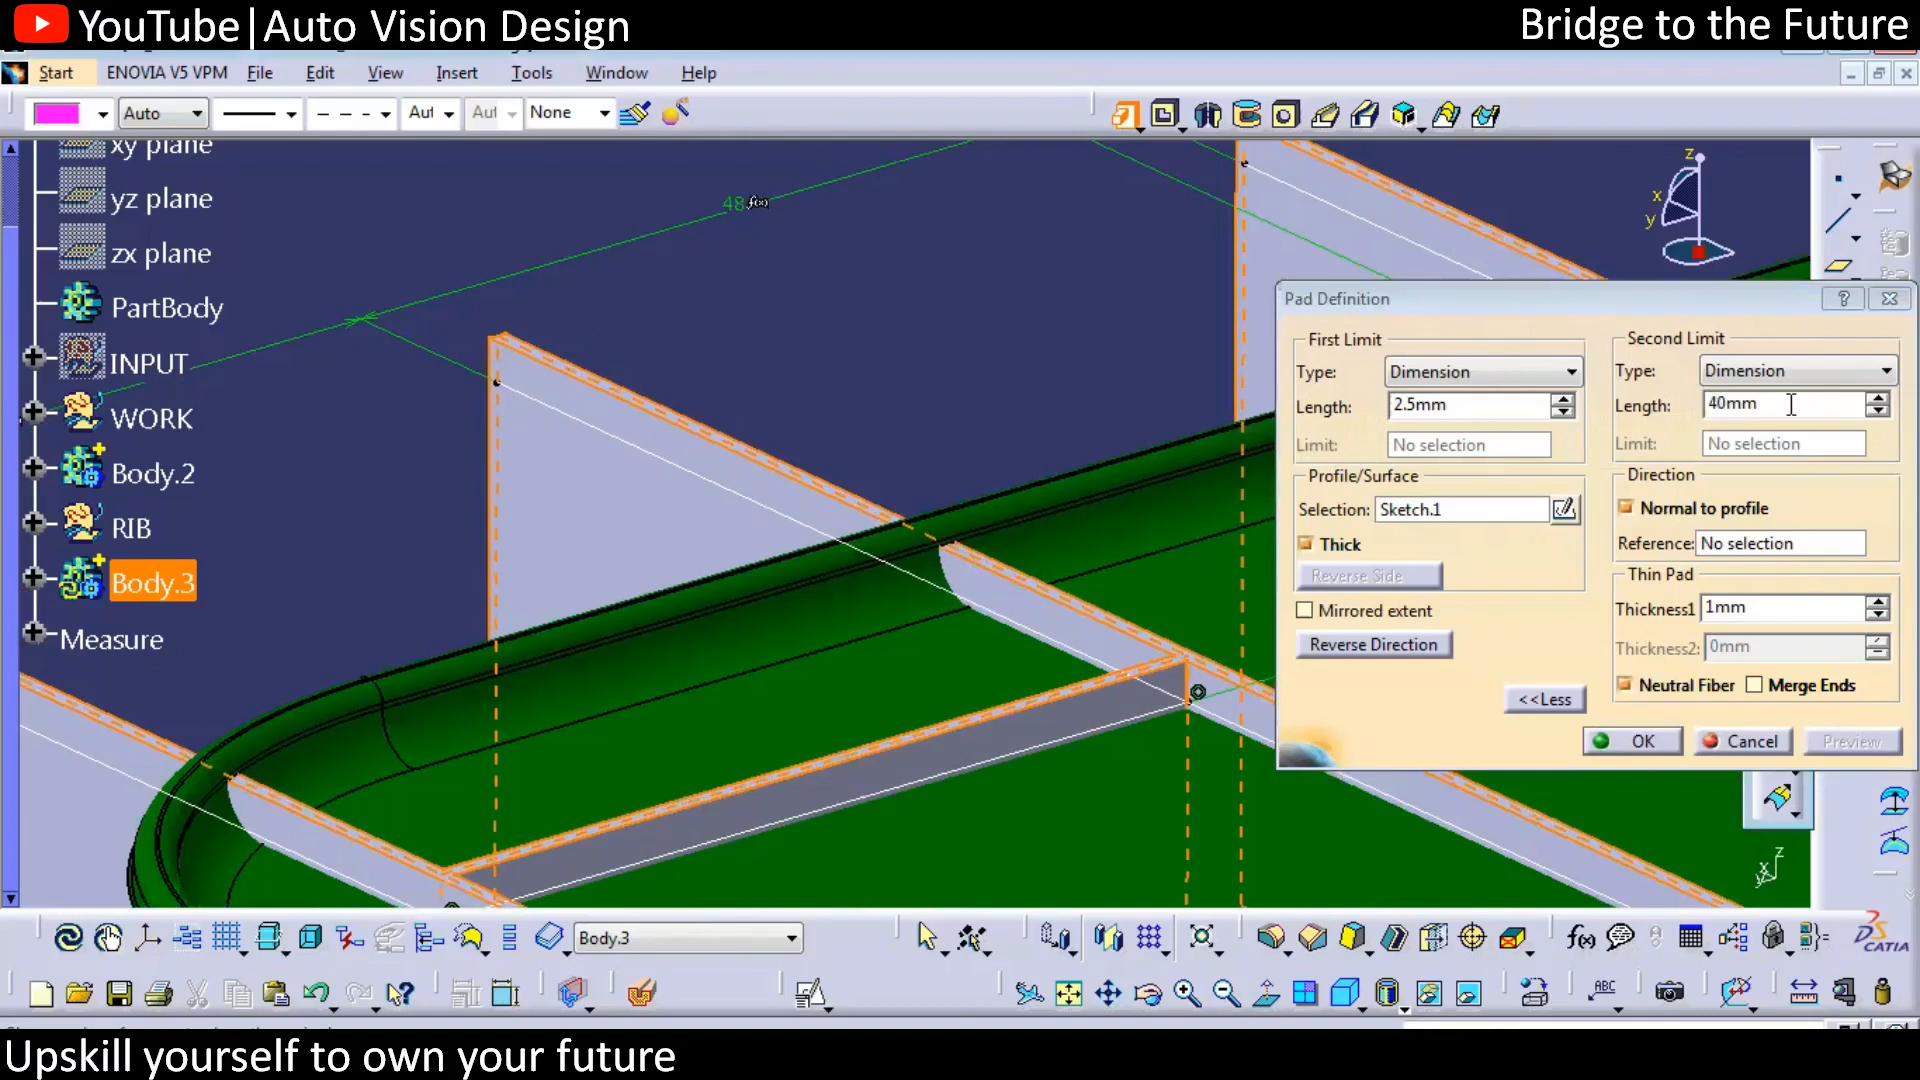 YouTube|Auto Vision Design
Bridge to the Future
Start ENOVIA V5 VPM File Edit View Insert Tools Window Help
Auto Aut Aut None
xy plane
yz plane
zx plane
PartBody
INPUT
WORK
Body.2
RIB
Body.3
Measure
48 f(x)
z
x
y
Pad Definition
First Limit
Type: Dimension
Length: 2.5mm
Limit: No selection
Profile/Surface
Selection: Sketch.1
Thick
Reverse Side
Mirrored extent
Reverse Direction
<<Less
Second Limit
Type: Dimension
Length: 40mm
Limit: No selection
Direction
Normal to profile
Reference: No selection
Thin Pad
Thickness1 1mm
Thickness2: 0mm
Neutral Fiber Merge Ends
OK Cancel Preview
z
x
y
Body.3
f(x)
CATIA
ABC
Upskill yourself to own your future